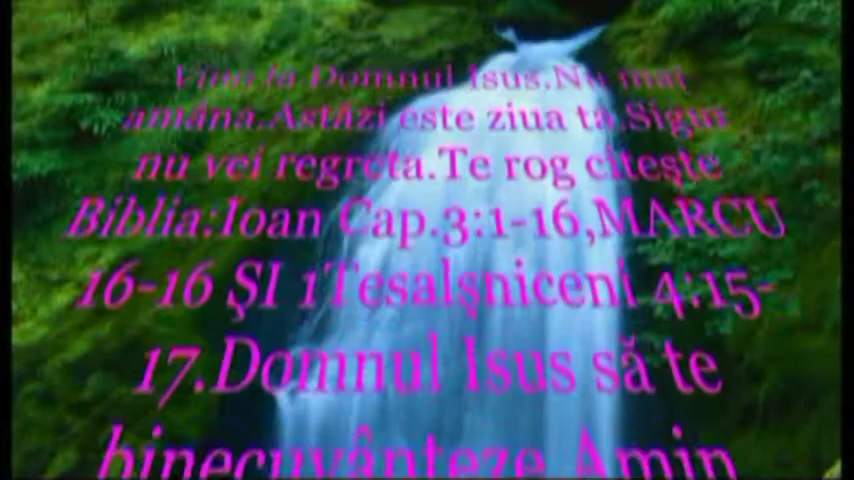 Vino la Domnul Isus.Nu mai
amâna.Astăzi este ziua ta.Sigur
nu vei regreta.Te rog citeşte
Biblia:Ioan Cap.3:1-16,MARCU
16-16 ŞI 1Tesalşniceni 4:15-
17.Domnul Isus să te
binecuvânteze.Amin